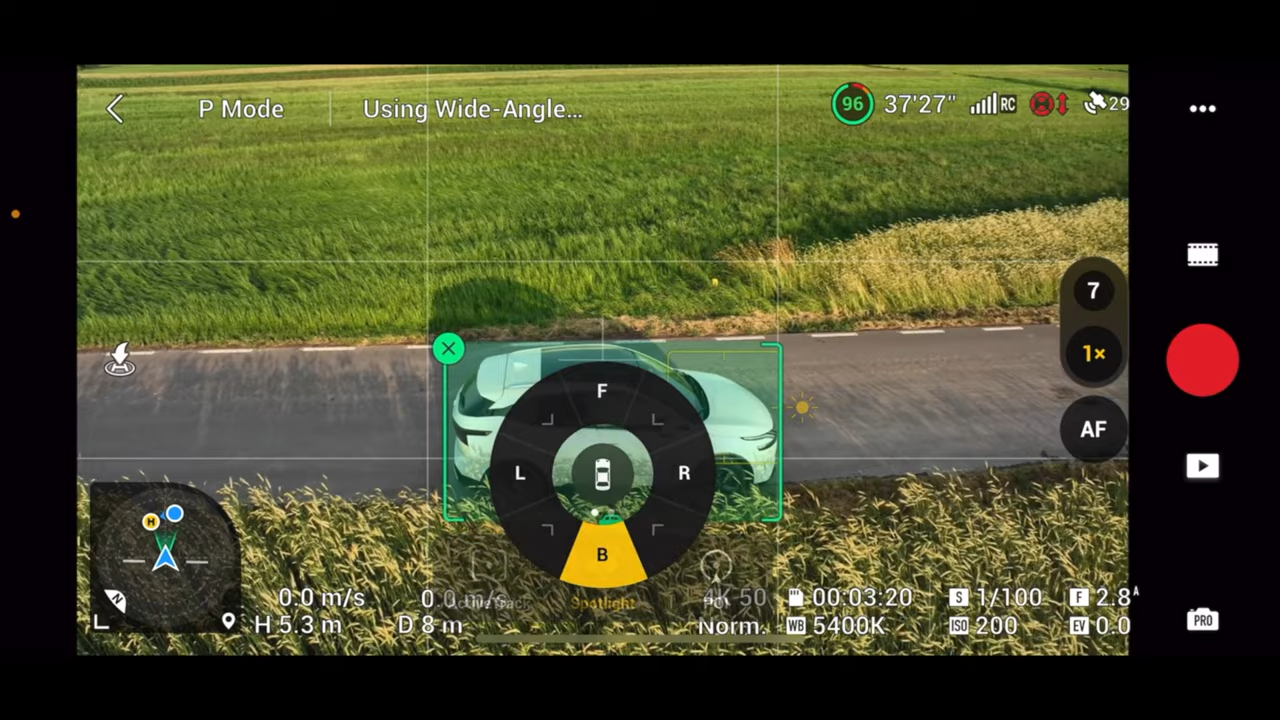 P Mode
Using Wide-Angle...
96
37'27"
RC
H
29
7
1×
AF
F
L
R
B
H
N
L
ActiveTrack
Spotlight
POI
0.0 m/s
0.0 m/s
H 5.3 m
D 8 m
4K 50
Norm.
00:03:20
WB 5400K
S 1/100
ISO 200
F 2.8 A
EV 0.0
PRO